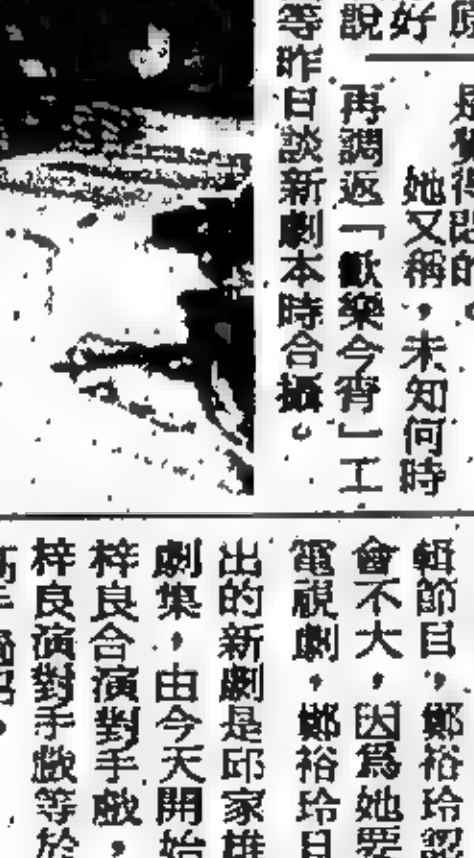 好
她又稱，未知何時
說
再調返「歡樂今宵」工
等昨日談新劇本時合攝。
輯節目，鄭裕玲認
會不大，因爲她要
電視劇，鄭裕玲日
出的新劇是邱家雄
劇集，由今天開始
梓良合演對手戲，
梓良演對手戲等於